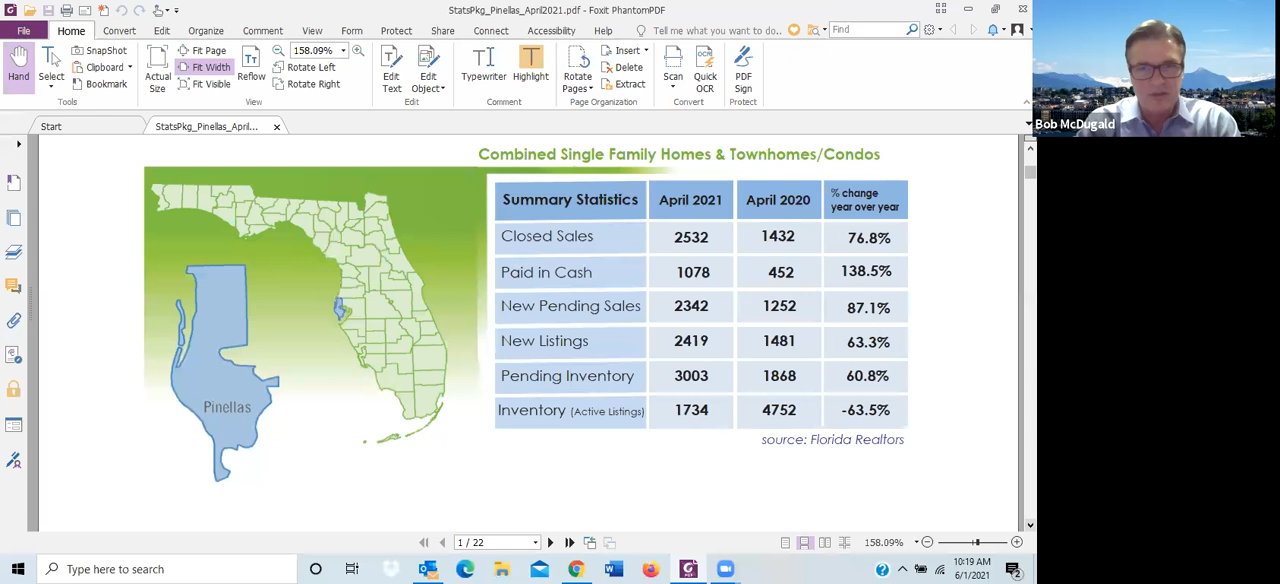 StatsPkg_Pinellas_April2021.pdf - Foxit PhantomPDF
File Home Convert Edit Organize Comment View Form Protect Share Connect Accessibility Help Tell me what you want to do... Find
Hand
Select
SnapShot
Clipboard
Bookmark
Tools
Actual Size
Fit Page
Fit Width
Fit Visible
Reflow
158.09%
Rotate Left
Rotate Right
View
Edit Text
Edit Object
Edit
Typewriter
Highlight
Comment
Rotate Pages
Insert
Delete
Extract
Page Organization
Scan
Quick OCR
Convert
PDF Sign
Protect
Start
StatsPkg_Pinellas_April...
Bob McDugald
Combined Single Family Homes & Townhomes/Condos
Summary Statistics April 2021 April 2020 % change year over year
Closed Sales 2532 1432 76.8%
Paid in Cash 1078 452 138.5%
New Pending Sales 2342 1252 87.1%
New Listings 2419 1481 63.3%
Pending Inventory 3003 1868 60.8%
Inventory (Active Listings) 1734 4752 -63.5%
source: Florida Realtors
Pinellas
1 / 22
158.09%
Type here to search
10:19 AM
6/1/2021
2